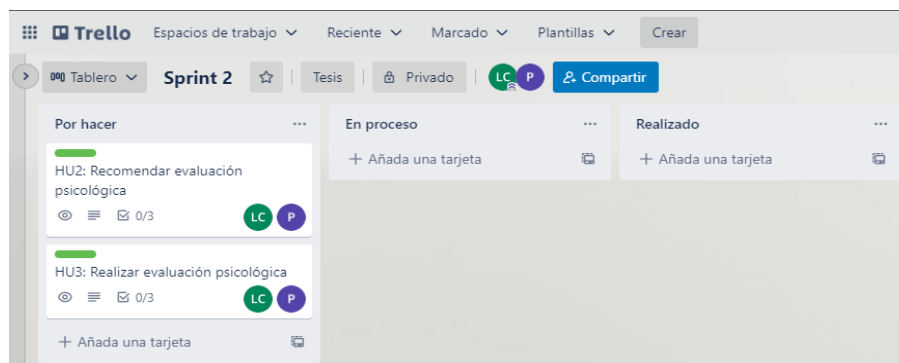 Trello Espacios de trabajo Reciente Marcado Plantillas Crear
Tablero Sprint 2 Tesis Privado LC P Compartir
Por hacer
HU2: Recomendar evaluación
psicológica
0/3 LC P
HU3: Realizar evaluación psicológica
0/3 LC P
+ Añada una tarjeta
En proceso
+ Añada una tarjeta
Realizado
+ Añada una tarjeta